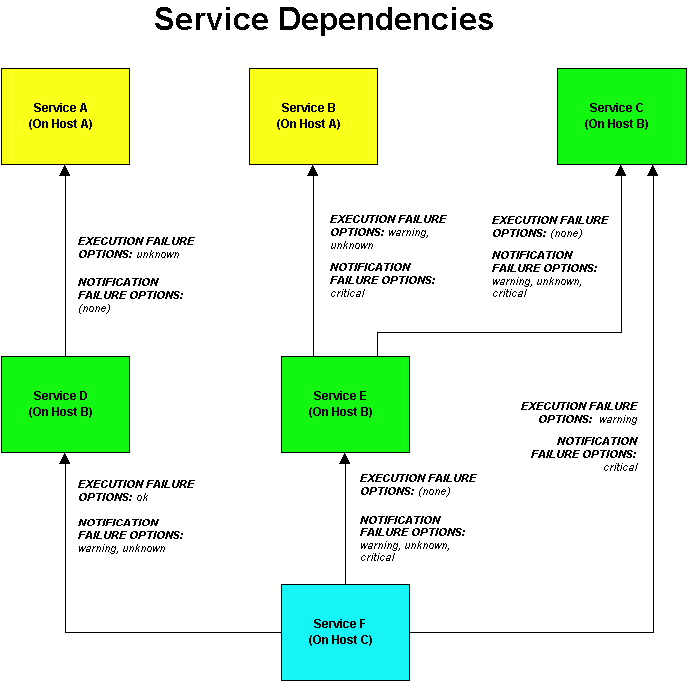 Service Dependencies
Service A
(On Host A)
Service B
(On Host A)
Service C
(On Host B)
EXECUTION FAILURE
OPTIONS: unknown
NOTIFICATION
FAILURE OPTIONS:
(none)
EXECUTION FAILURE
OPTIONS: warning,
unknown
NOTIFICATION
FAILURE OPTIONS:
critical
EXECUTION FAILURE
OPTIONS: (none)
NOTIFICATION
FAILURE OPTIONS:
warning, unknown,
critical
Service D
(On Host B)
Service E
(On Host B)
EXECUTION FAILURE
OPTIONS: warning
NOTIFICATION
FAILURE OPTIONS:
critical
EXECUTION FAILURE
OPTIONS: ok
NOTIFICATION
FAILURE OPTIONS:
warning, unknown
EXECUTION FAILURE
OPTIONS: (none)
NOTIFICATION
FAILURE OPTIONS:
warning, unknown,
critical
Service F
(On Host C)